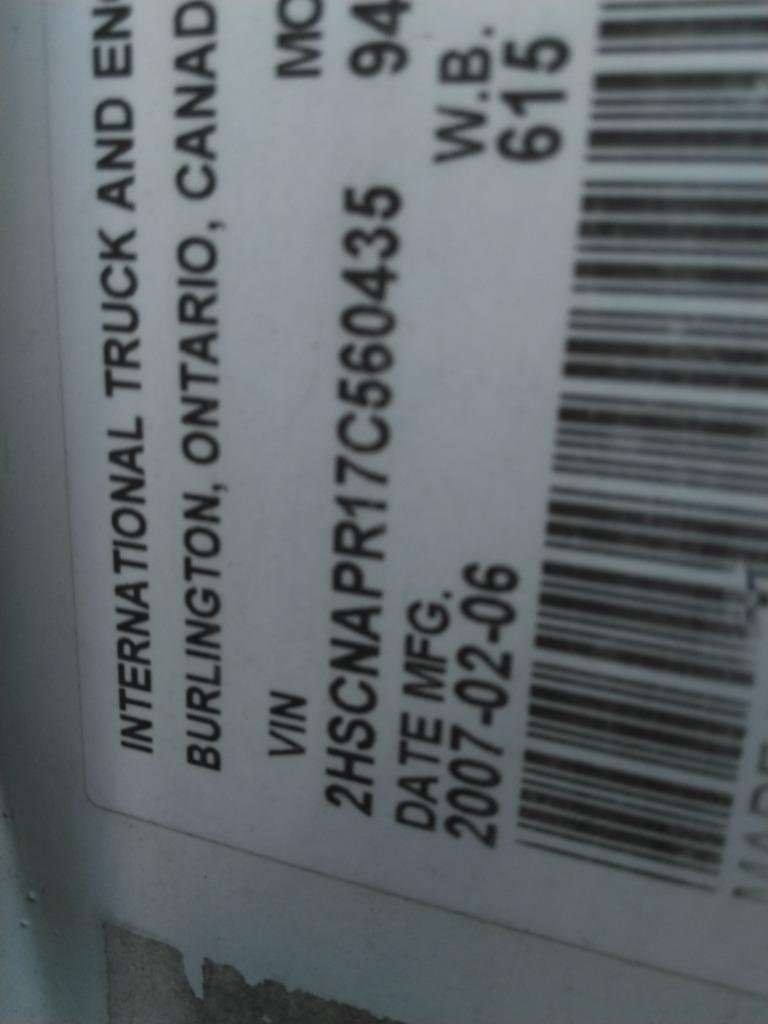 INTERNATIONAL TRUCK AND EN
BURLINGTON, ONTARIO, CANAD
VIN MO
2HSCNAPR17C560435 94
DATE MFG. W.B.
2007-02-06 615